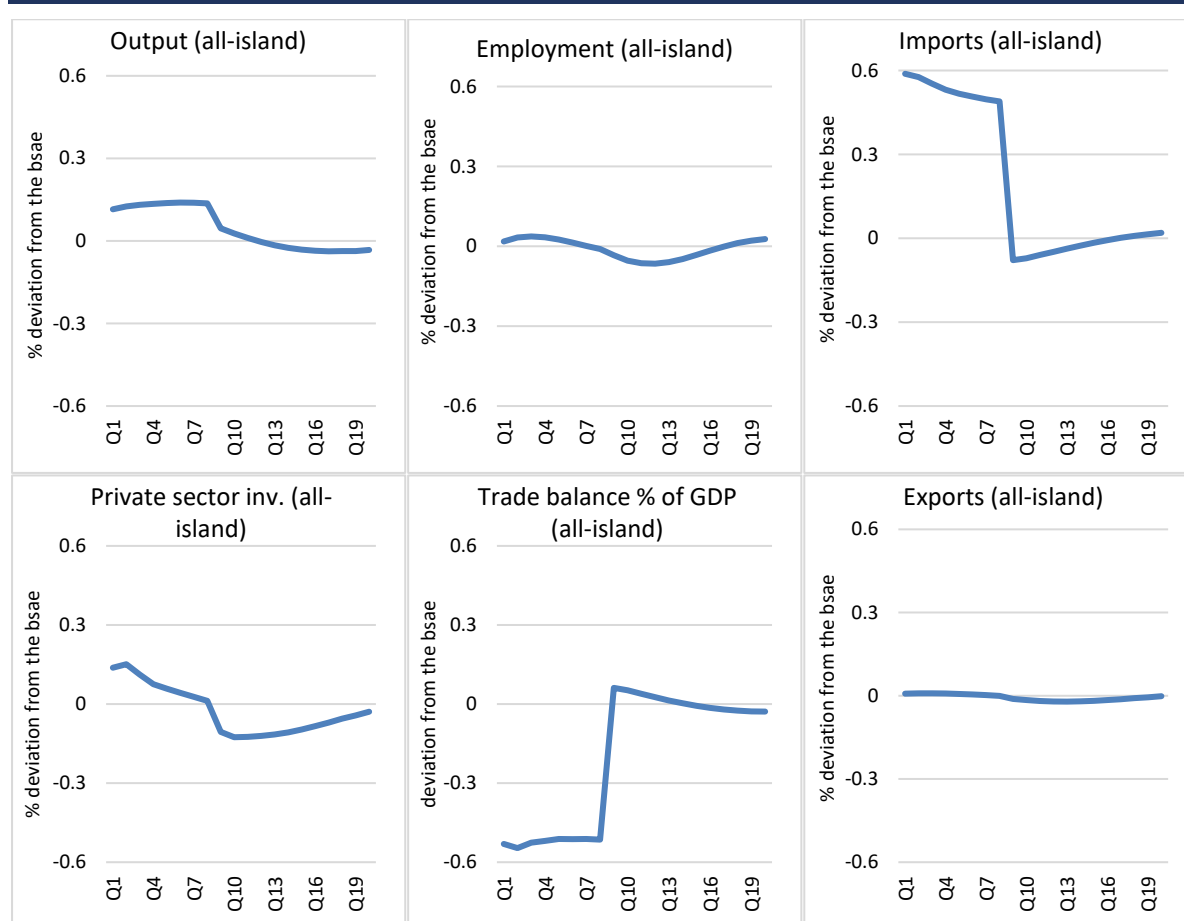 Output (all-island)
% deviation from the bsae
0.6
0.3
0
-0.3
-0.6
Q1
Q4
Q7
Q10
Q13
Q16
Q19
Employment (all-island)
% deviation from the bsae
0.6
0.3
0
-0.3
-0.6
Q1
Q4
Q7
Q10
Q13
Q16
Q19
Imports (all-island)
% deviation from the bsae
0.6
0.3
0
-0.3
-0.6
Q1
Q4
Q7
Q10
Q13
Q16
Q19
Private sector inv. (all-
island)
% deviation from the bsae
0.6
0.3
0
-0.3
-0.6
Q1
Q4
Q7
Q10
Q13
Q16
Q19
Trade balance % of GDP
(all-island)
deviation from the bsae
0.6
0.3
0
-0.3
-0.6
Q1
Q4
Q7
Q10
Q13
Q16
Q19
Exports (all-island)
% deviation from the bsae
0.6
0.3
0
-0.3
-0.6
Q1
Q4
Q7
Q10
Q13
Q16
Q19